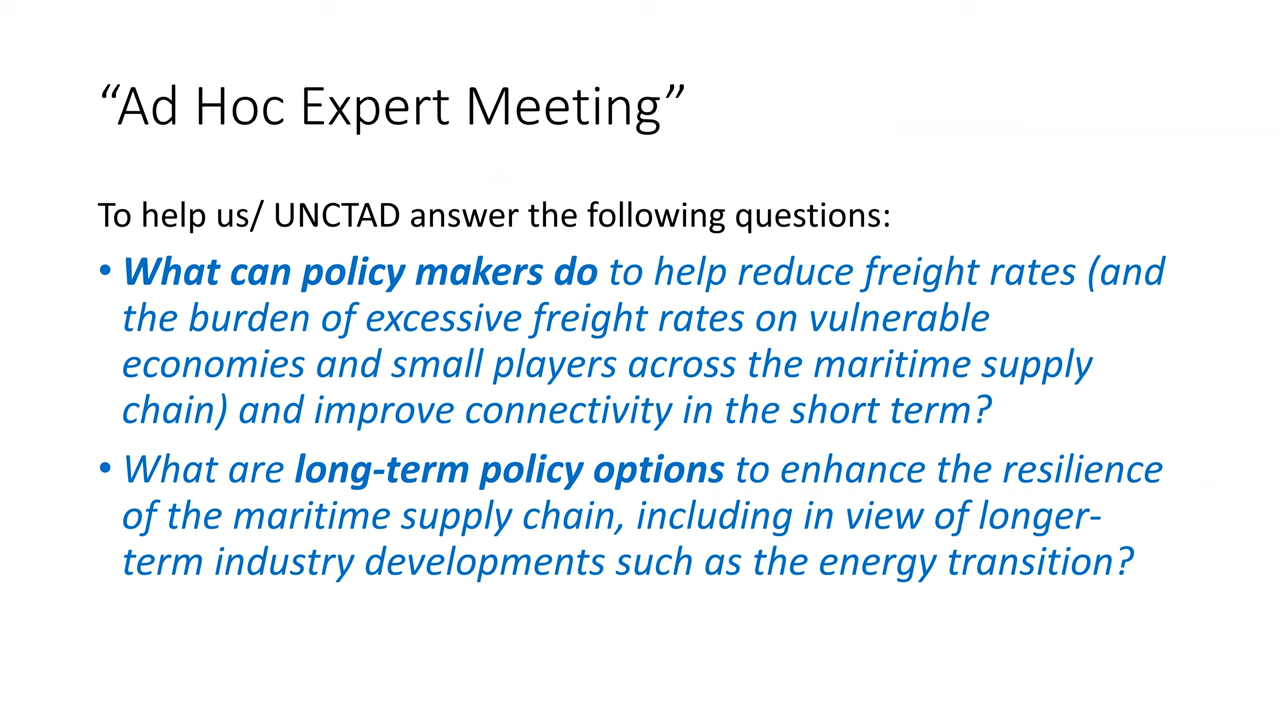 “Ad Hoc Expert Meeting”
To help us/ UNCTAD answer the following questions:
• What can policy makers do to help reduce freight rates (and
the burden of excessive freight rates on vulnerable
economies and small players across the maritime supply
chain) and improve connectivity in the short term?
• What are long-term policy options to enhance the resilience
of the maritime supply chain, including in view of longer-
term industry developments such as the energy transition?